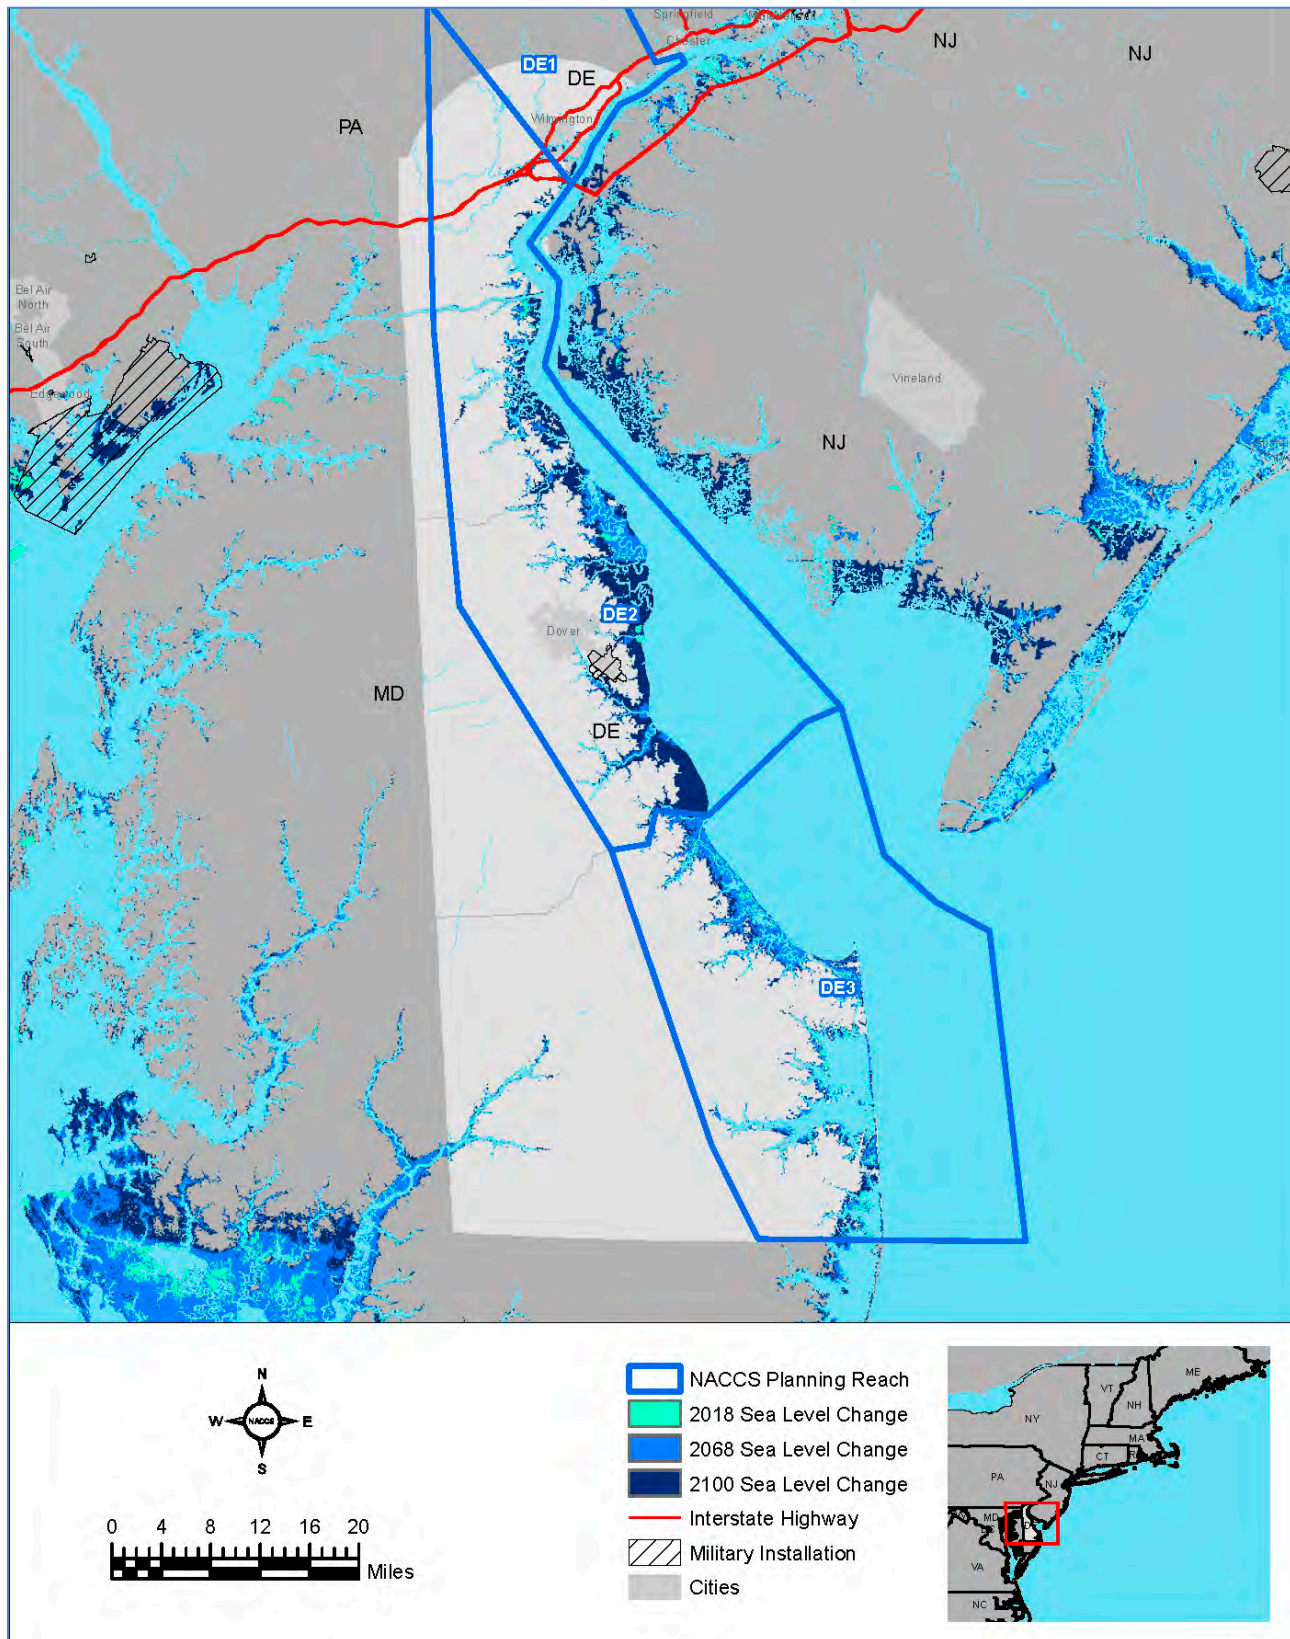 Springfield
Chester
NJ
NJ
DE1
DE
Wilmington
PA
Bel Air
North
Bel Air
South
Edgewood
Vineland
NJ
DE2
Dover
MD
DE
DE3
N
W
NACCS
E
S
0 4 8 12 16 20
Miles
NACCS Planning Reach
2018 Sea Level Change
2068 Sea Level Change
2100 Sea Level Change
Interstate Highway
Military Installation
Cities
ME
VT
NH
NY
MA
CT
PA
NJ
MD
VA
NC